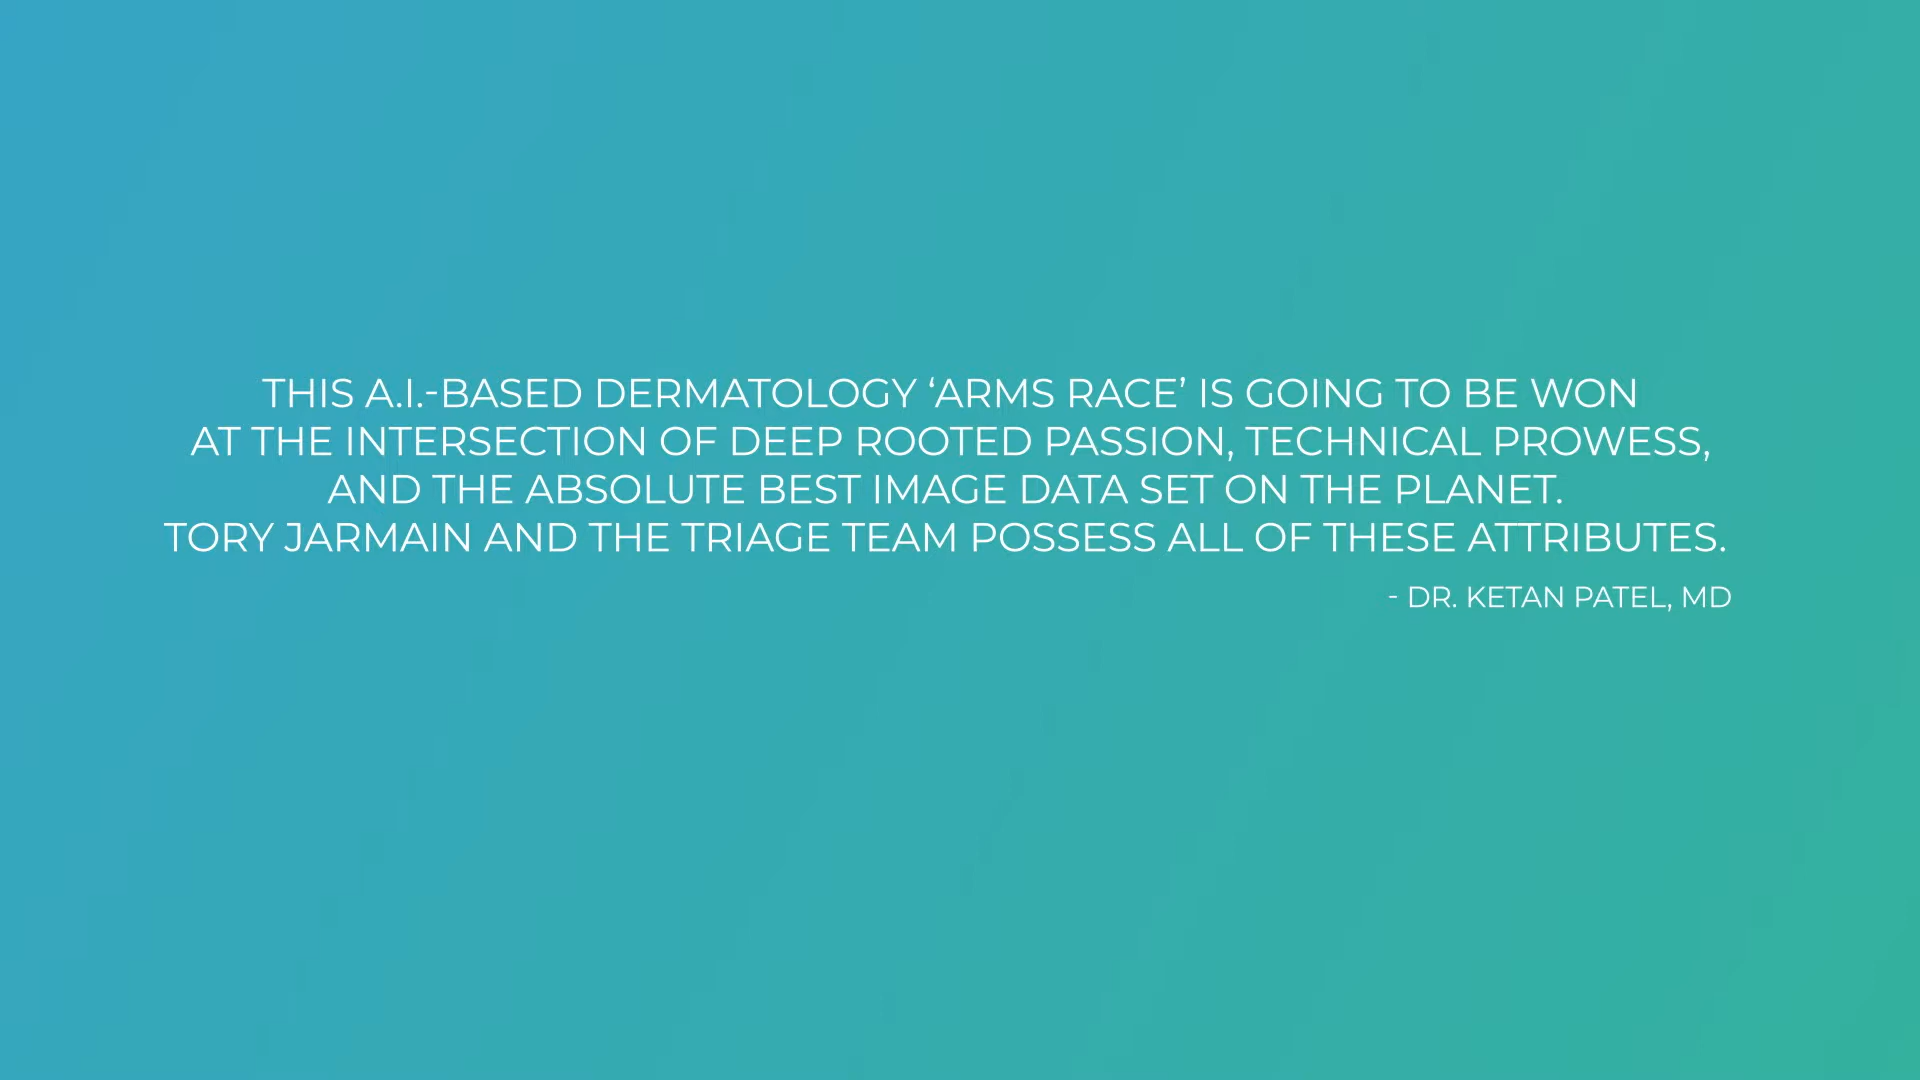 THIS A.I.-BASED DERMATOLOGY ‘ARMS RACE’ IS GOING TO BE WON
AT THE INTERSECTION OF DEEP ROOTED PASSION, TECHNICAL PROWESS,
AND THE ABSOLUTE BEST IMAGE DATA SET ON THE PLANET.
TORY JARMAIN AND THE TRIAGE TEAM POSSESS ALL OF THESE ATTRIBUTES.
- DR. KETAN PATEL, MD